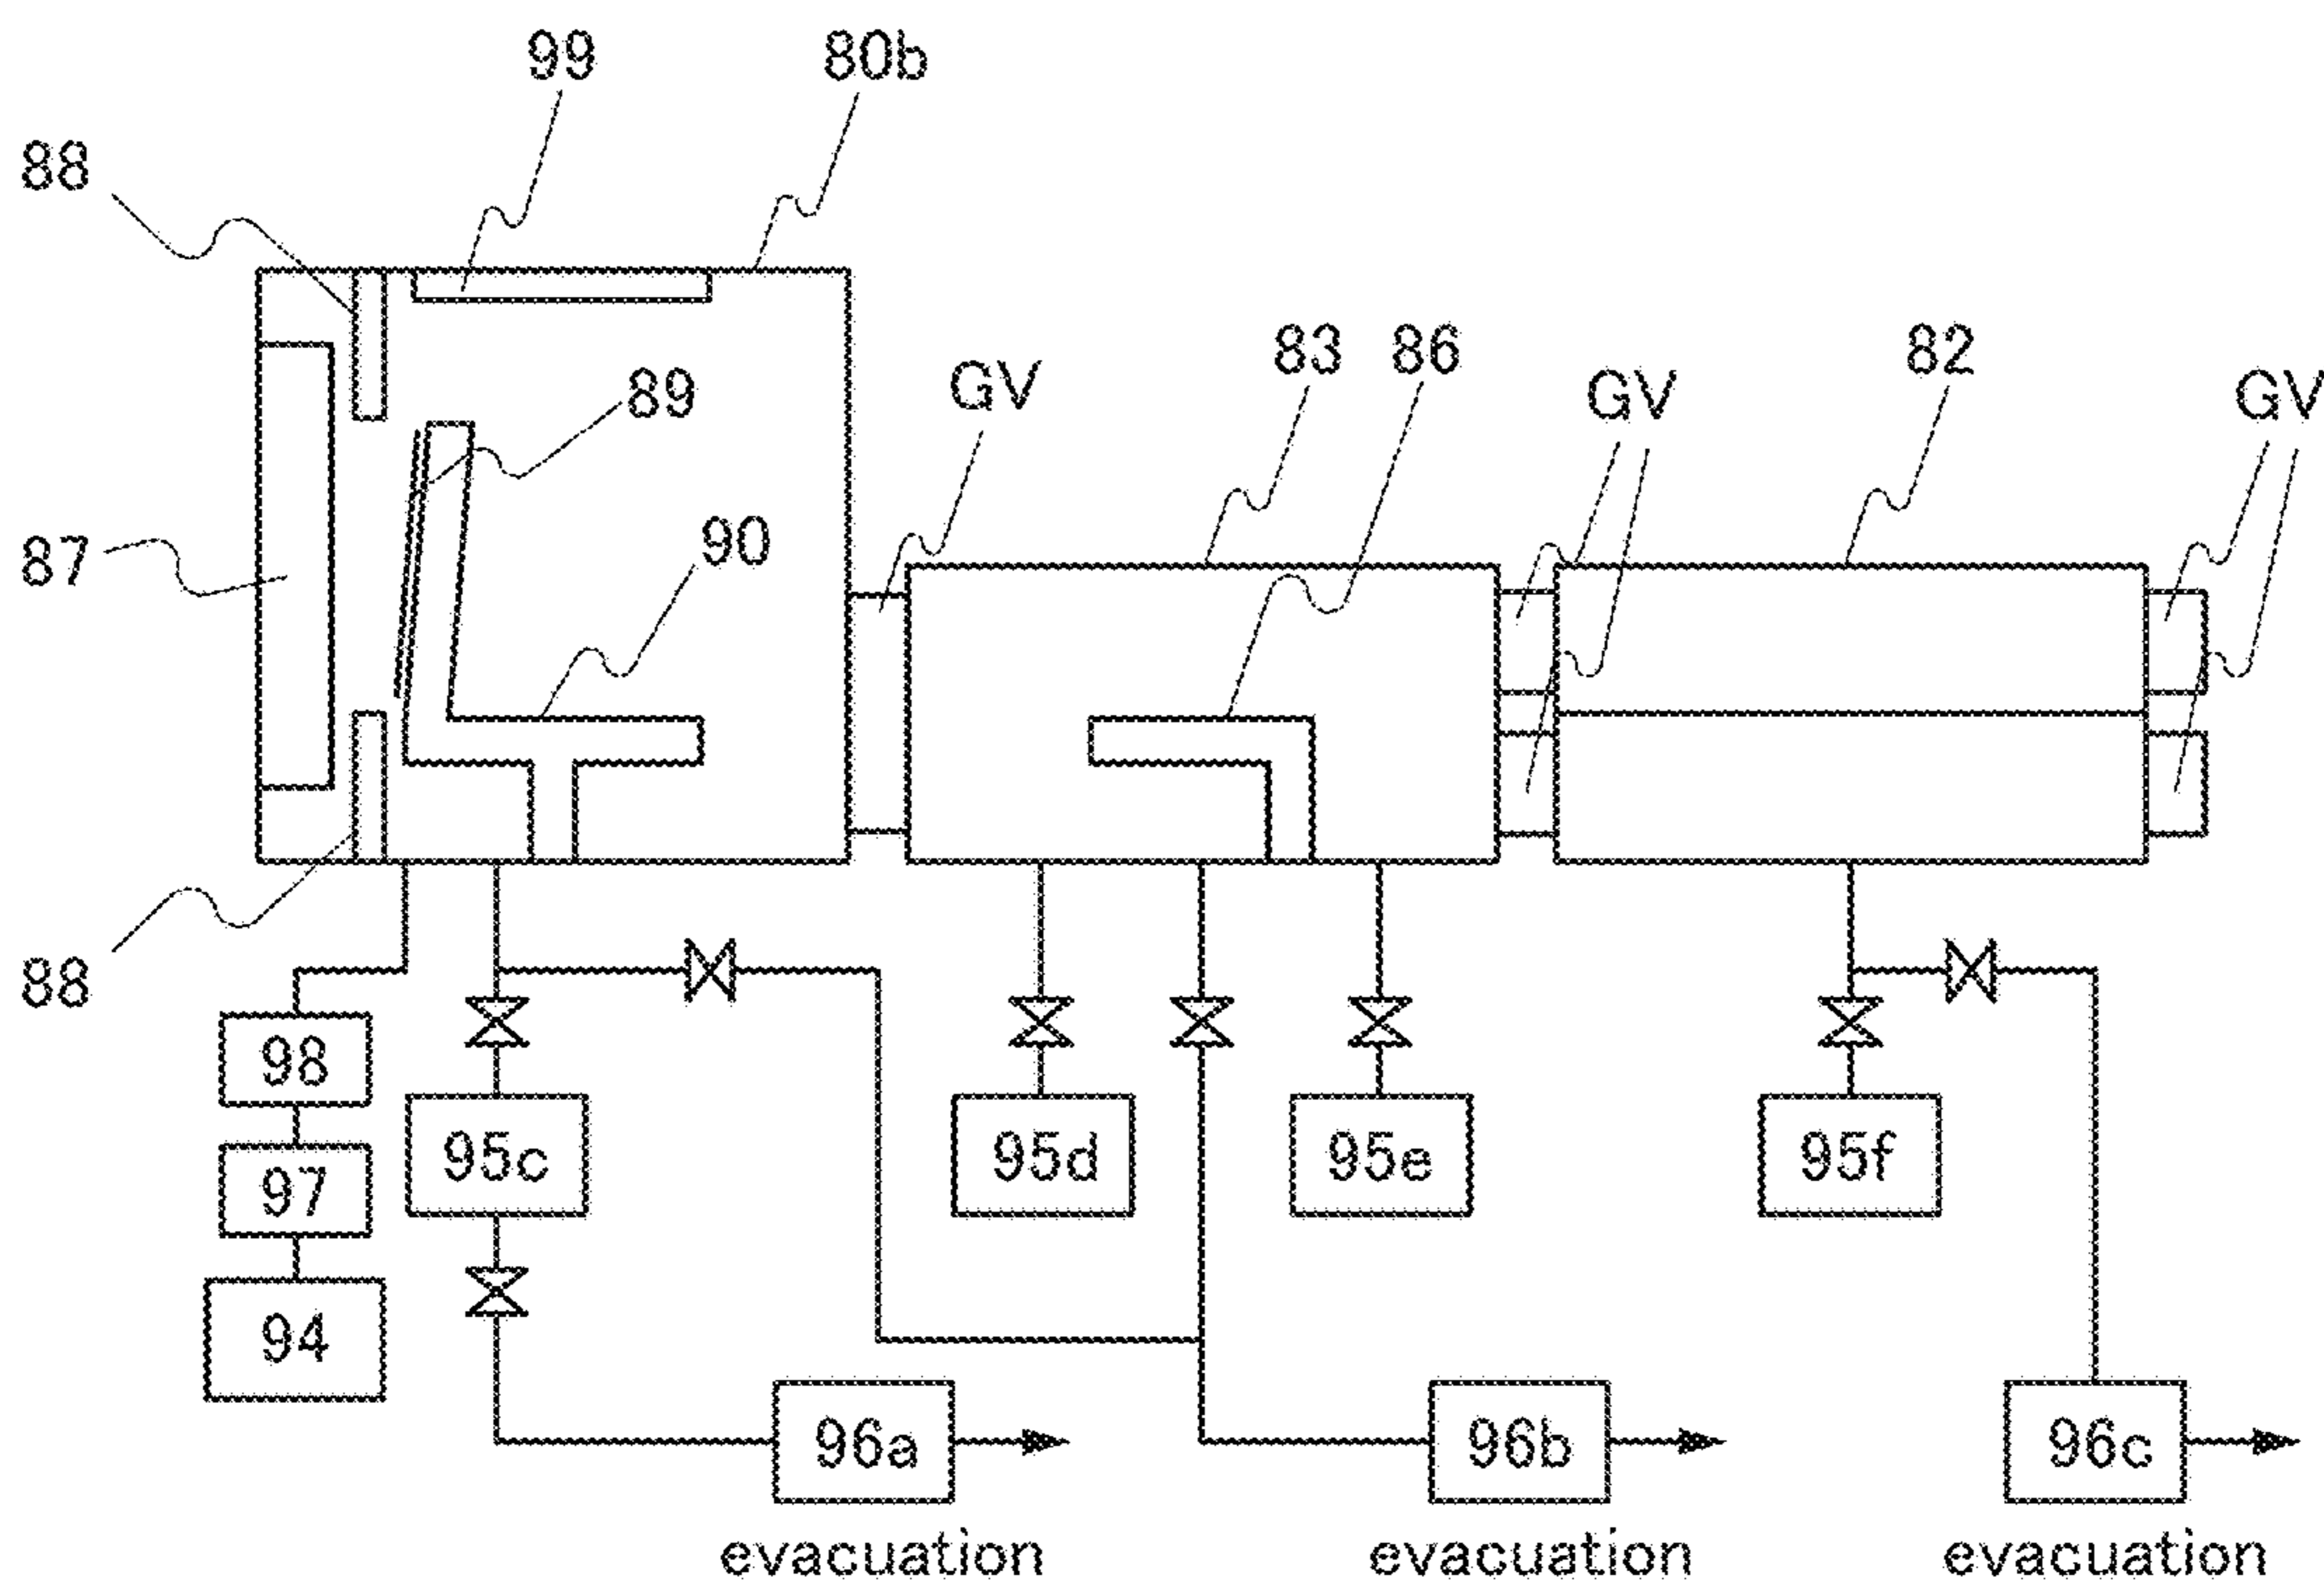 99 80b
88
83 86 82
GV GV GV
89
90
87
88
98
95c 95d 95e 95f
97
94
96a 96b 96c
evacuation evacuation evacuation